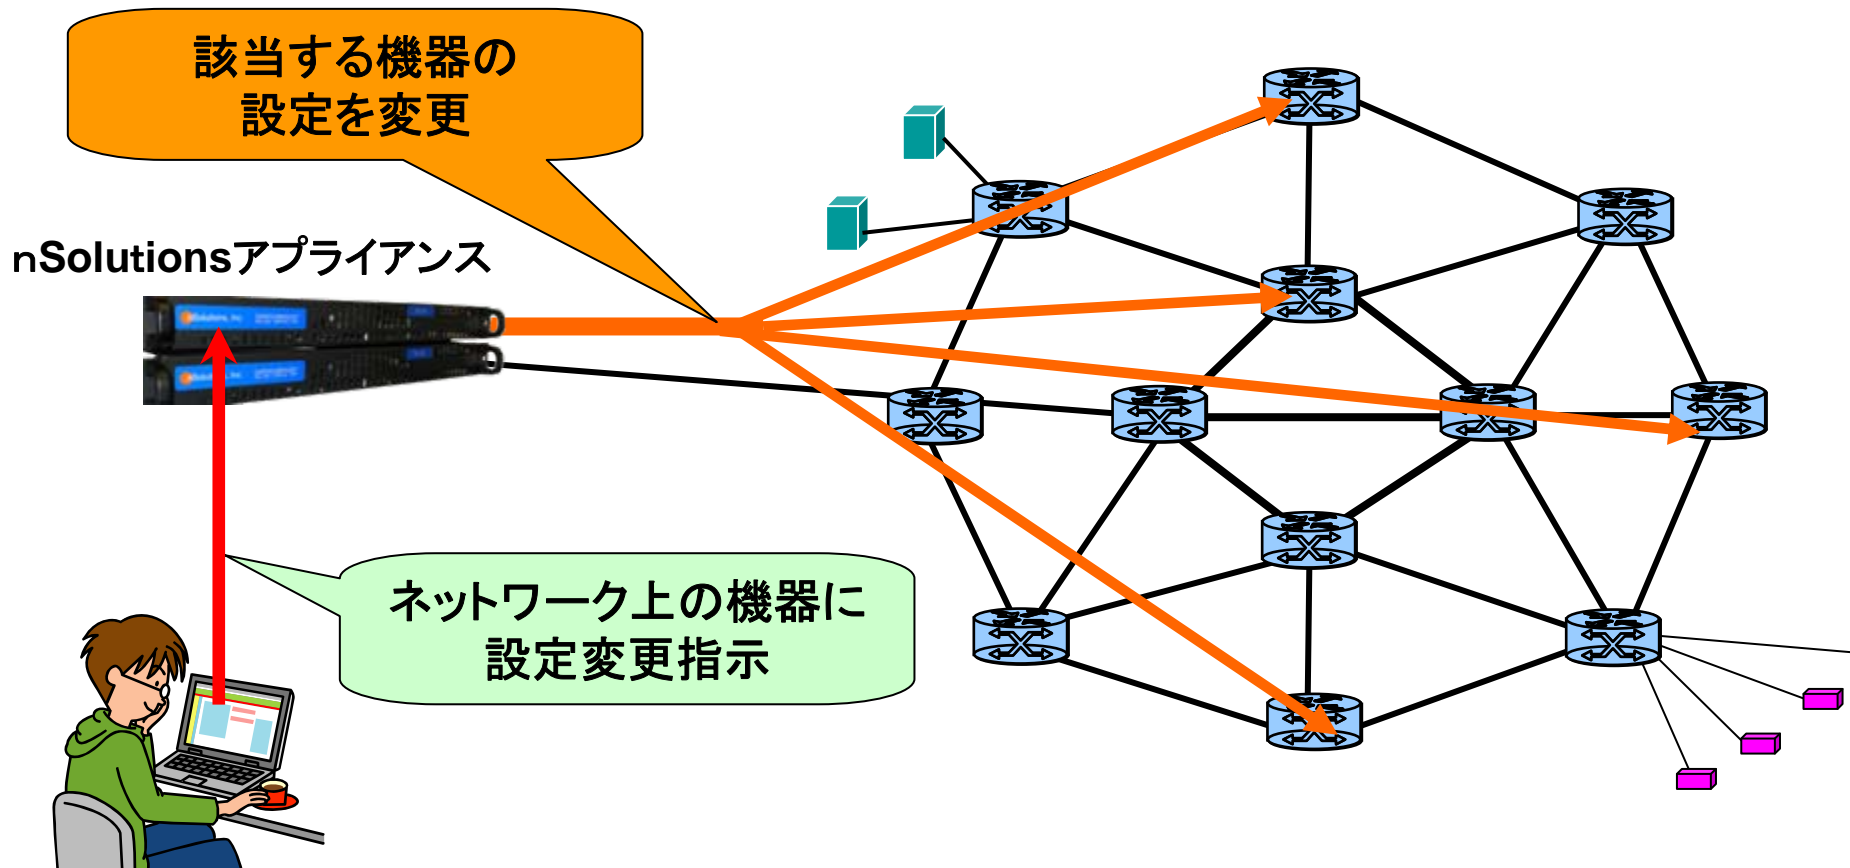 該当する機器の
設定を変更
nSolutionsアプライアンス
ネットワーク上の機器に
設定変更指示